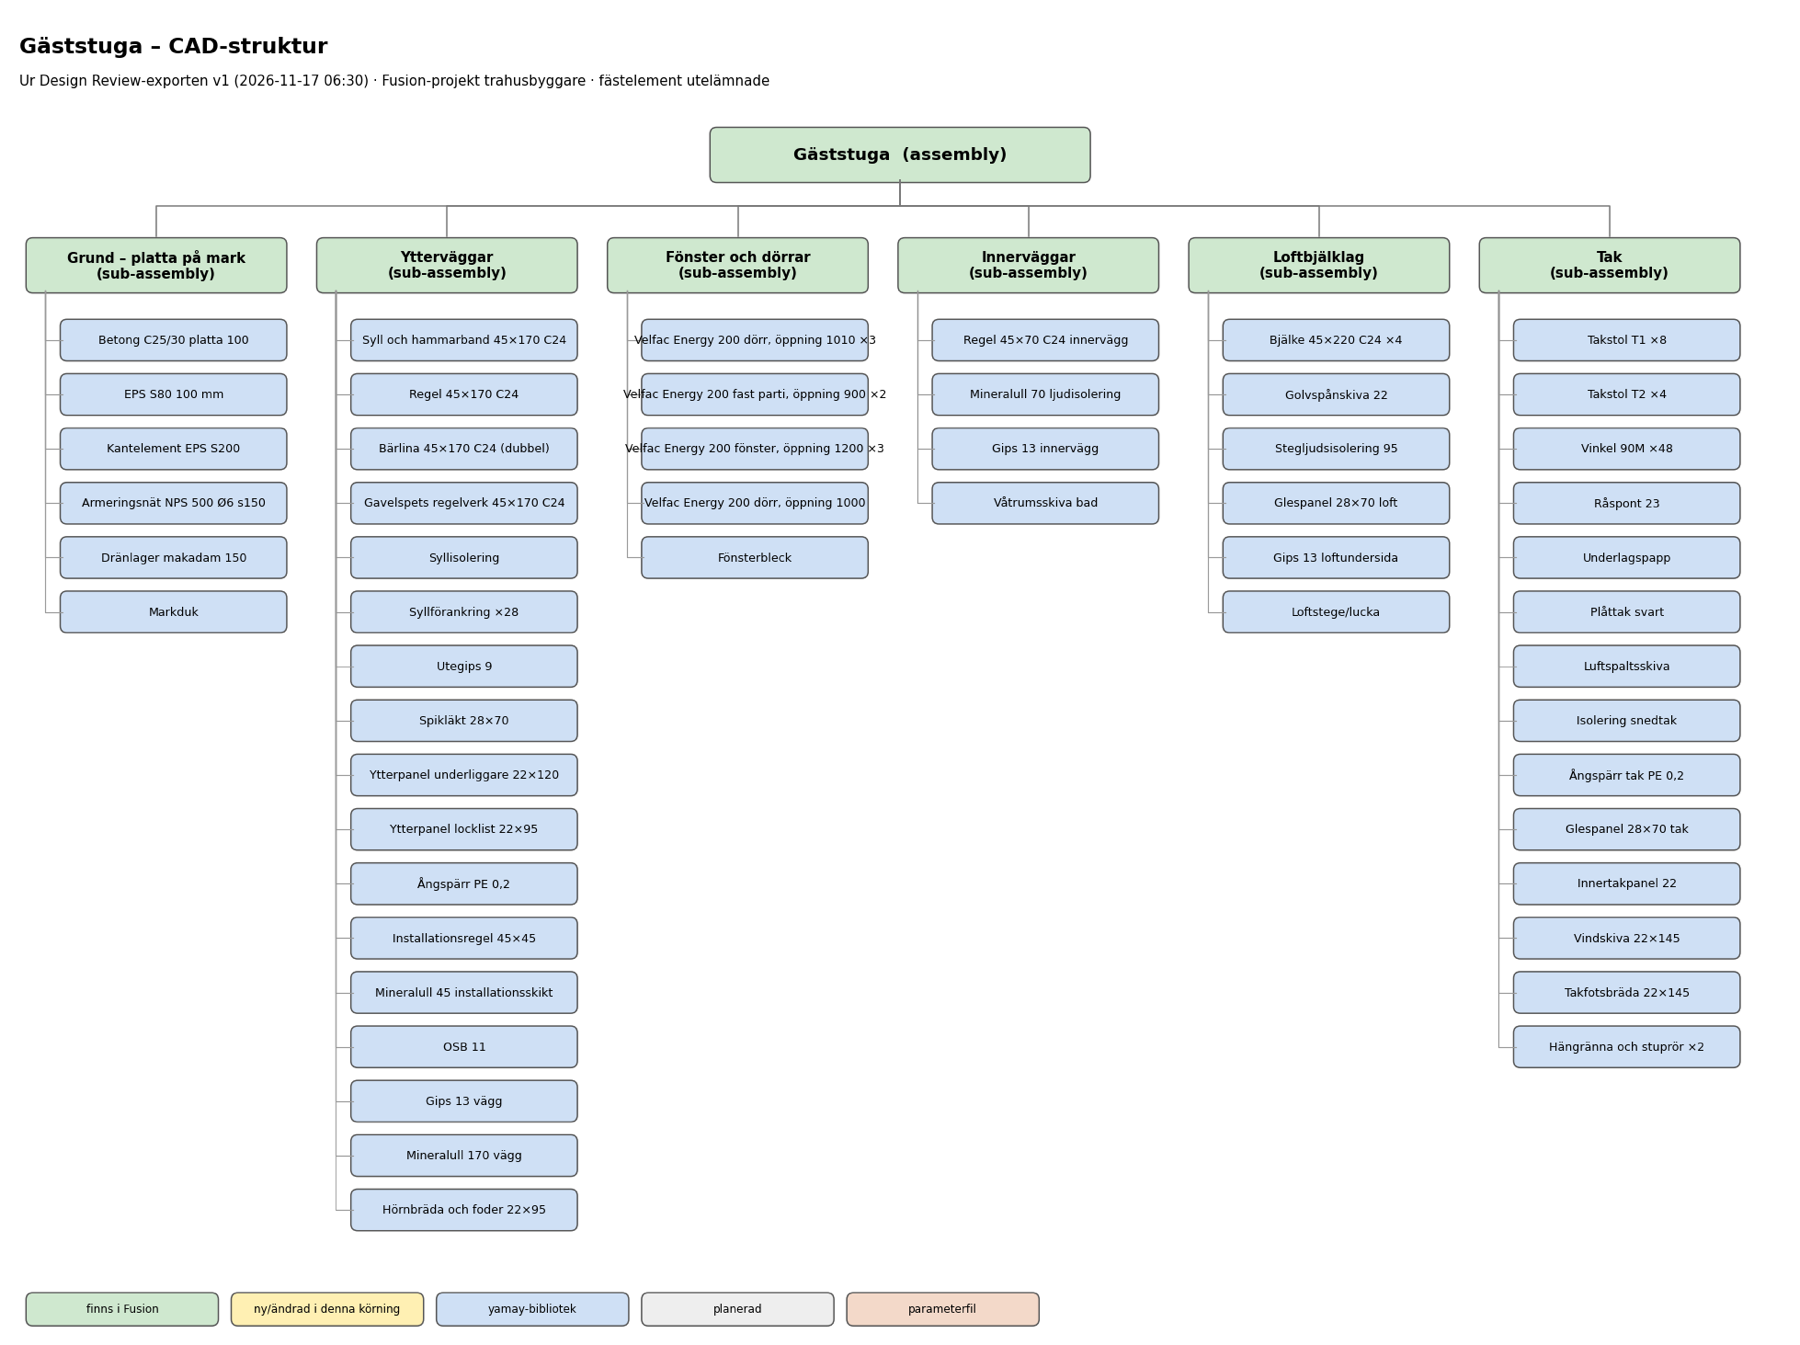 Gäststuga – CAD-struktur
Ur Design Review-exporten v1 (2026-11-17 06:30) · Fusion-projekt trahusbyggare · fästelement utelämnade
Gäststuga (assembly)
Grund – platta på mark
(sub-assembly)
Betong C25/30 platta 100
EPS S80 100 mm
Kantelement EPS S200
Armeringsnät NPS 500 Ø6 s150
Dränlager makadam 150
Markduk
Ytterväggar
(sub-assembly)
Syll och hammarband 45×170 C24
Regel 45×170 C24
Bärlina 45×170 C24 (dubbel)
Gavelspets regelverk 45×170 C24
Syllisolering
Syllförankring ×28
Utegips 9
Spikläkt 28×70
Ytterpanel underliggare 22×120
Ytterpanel locklist 22×95
Ångspärr PE 0,2
Installationsregel 45×45
Mineralull 45 installationsskikt
OSB 11
Gips 13 vägg
Mineralull 170 vägg
Hörnbräda och foder 22×95
Fönster och dörrar
(sub-assembly)
Velfac Energy 200 dörr, öppning 1010 ×3
Velfac Energy 200 fast parti, öppning 900 ×2
Velfac Energy 200 fönster, öppning 1200 ×3
Velfac Energy 200 dörr, öppning 1000
Fönsterbleck
Innerväggar
(sub-assembly)
Regel 45×70 C24 innervägg
Mineralull 70 ljudisolering
Gips 13 innervägg
Våtrumsskiva bad
Loftbjälklag
(sub-assembly)
Bjälke 45×220 C24 ×4
Golvspånskiva 22
Stegljudsisolering 95
Glespanel 28×70 loft
Gips 13 loftundersida
Loftstege/lucka
Tak
(sub-assembly)
Takstol T1 ×8
Takstol T2 ×4
Vinkel 90M ×48
Råspont 23
Underlagspapp
Plåttak svart
Luftspaltsskiva
Isolering snedtak
Ångspärr tak PE 0,2
Glespanel 28×70 tak
Innertakpanel 22
Vindskiva 22×145
Takfotsbräda 22×145
Hängränna och stuprör ×2
finns i Fusion
ny/ändrad i denna körning
yamay-bibliotek
planerad
parameterfil